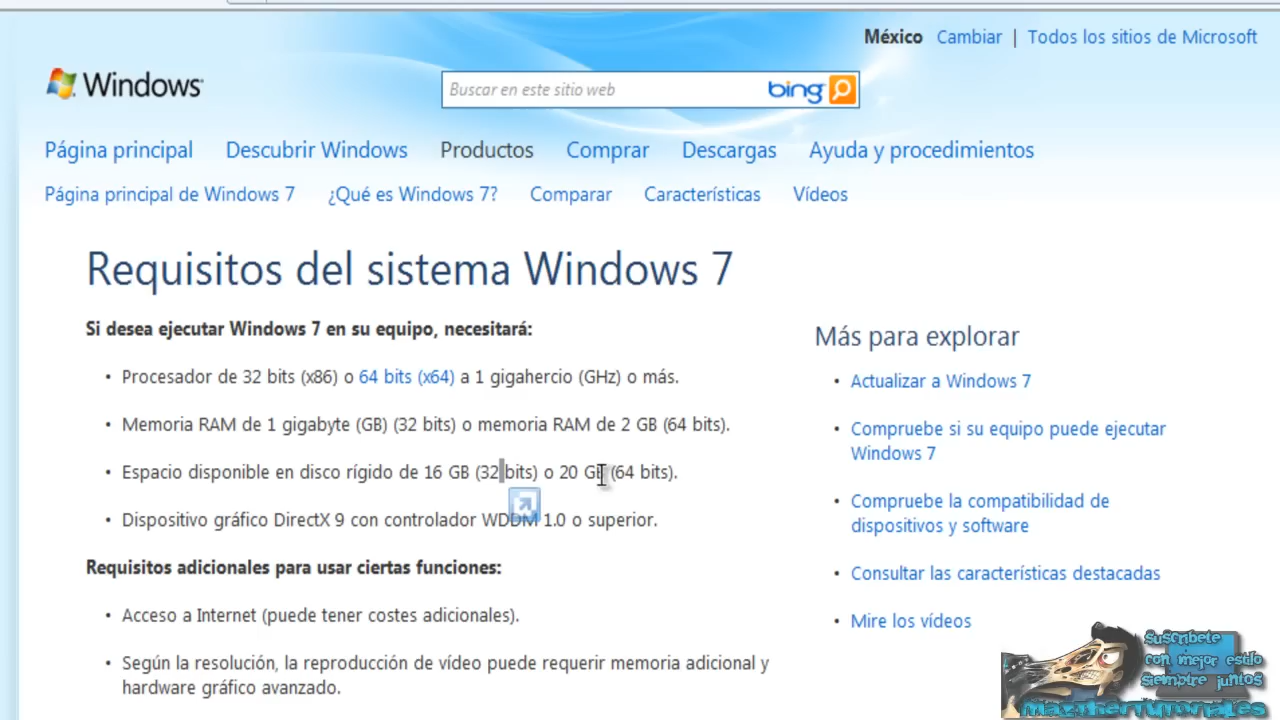 México Cambiar | Todos los sitios de Microsoft
Windows
Buscar en este sitio web bing
Página principal Descubrir Windows Productos Comprar Descargas Ayuda y procedimientos
Página principal de Windows 7 ¿Qué es Windows 7? Comparar Características Vídeos
Requisitos del sistema Windows 7
Si desea ejecutar Windows 7 en su equipo, necesitará:
• Procesador de 32 bits (x86) o 64 bits (x64) a 1 gigahercio (GHz) o más.
• Memoria RAM de 1 gigabyte (GB) (32 bits) o memoria RAM de 2 GB (64 bits).
• Espacio disponible en disco rígido de 16 GB (32 bits) o 20 GB (64 bits).
• Dispositivo gráfico DirectX 9 con controlador WDDM 1.0 o superior.
Requisitos adicionales para usar ciertas funciones:
• Acceso a Internet (puede tener costes adicionales).
• Según la resolución, la reproducción de vídeo puede requerir memoria adicional y
hardware gráfico avanzado.
Más para explorar
• Actualizar a Windows 7
• Compruebe si su equipo puede ejecutar
Windows 7
• Compruebe la compatibilidad de
dispositivos y software
• Consultar las características destacadas
• Mire los vídeos
Suscribete
con mejor estilo
siempre juntos